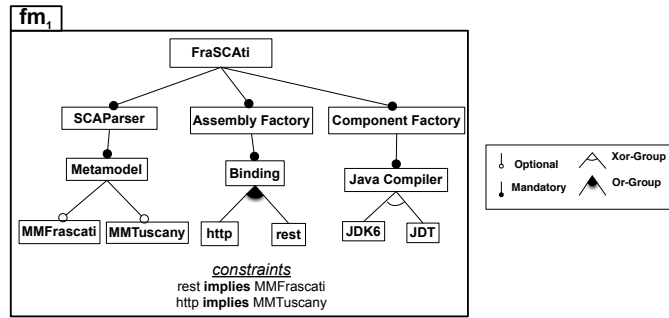 fm1
FraSCAti
SCAParser Assembly Factory Component Factory
Metamodel Binding Java Compiler
MMFrascati MMTuscany http rest JDK6 JDT
constraints
rest implies MMFrascati
http implies MMTuscany
Optional Xor-Group
Mandatory Or-Group